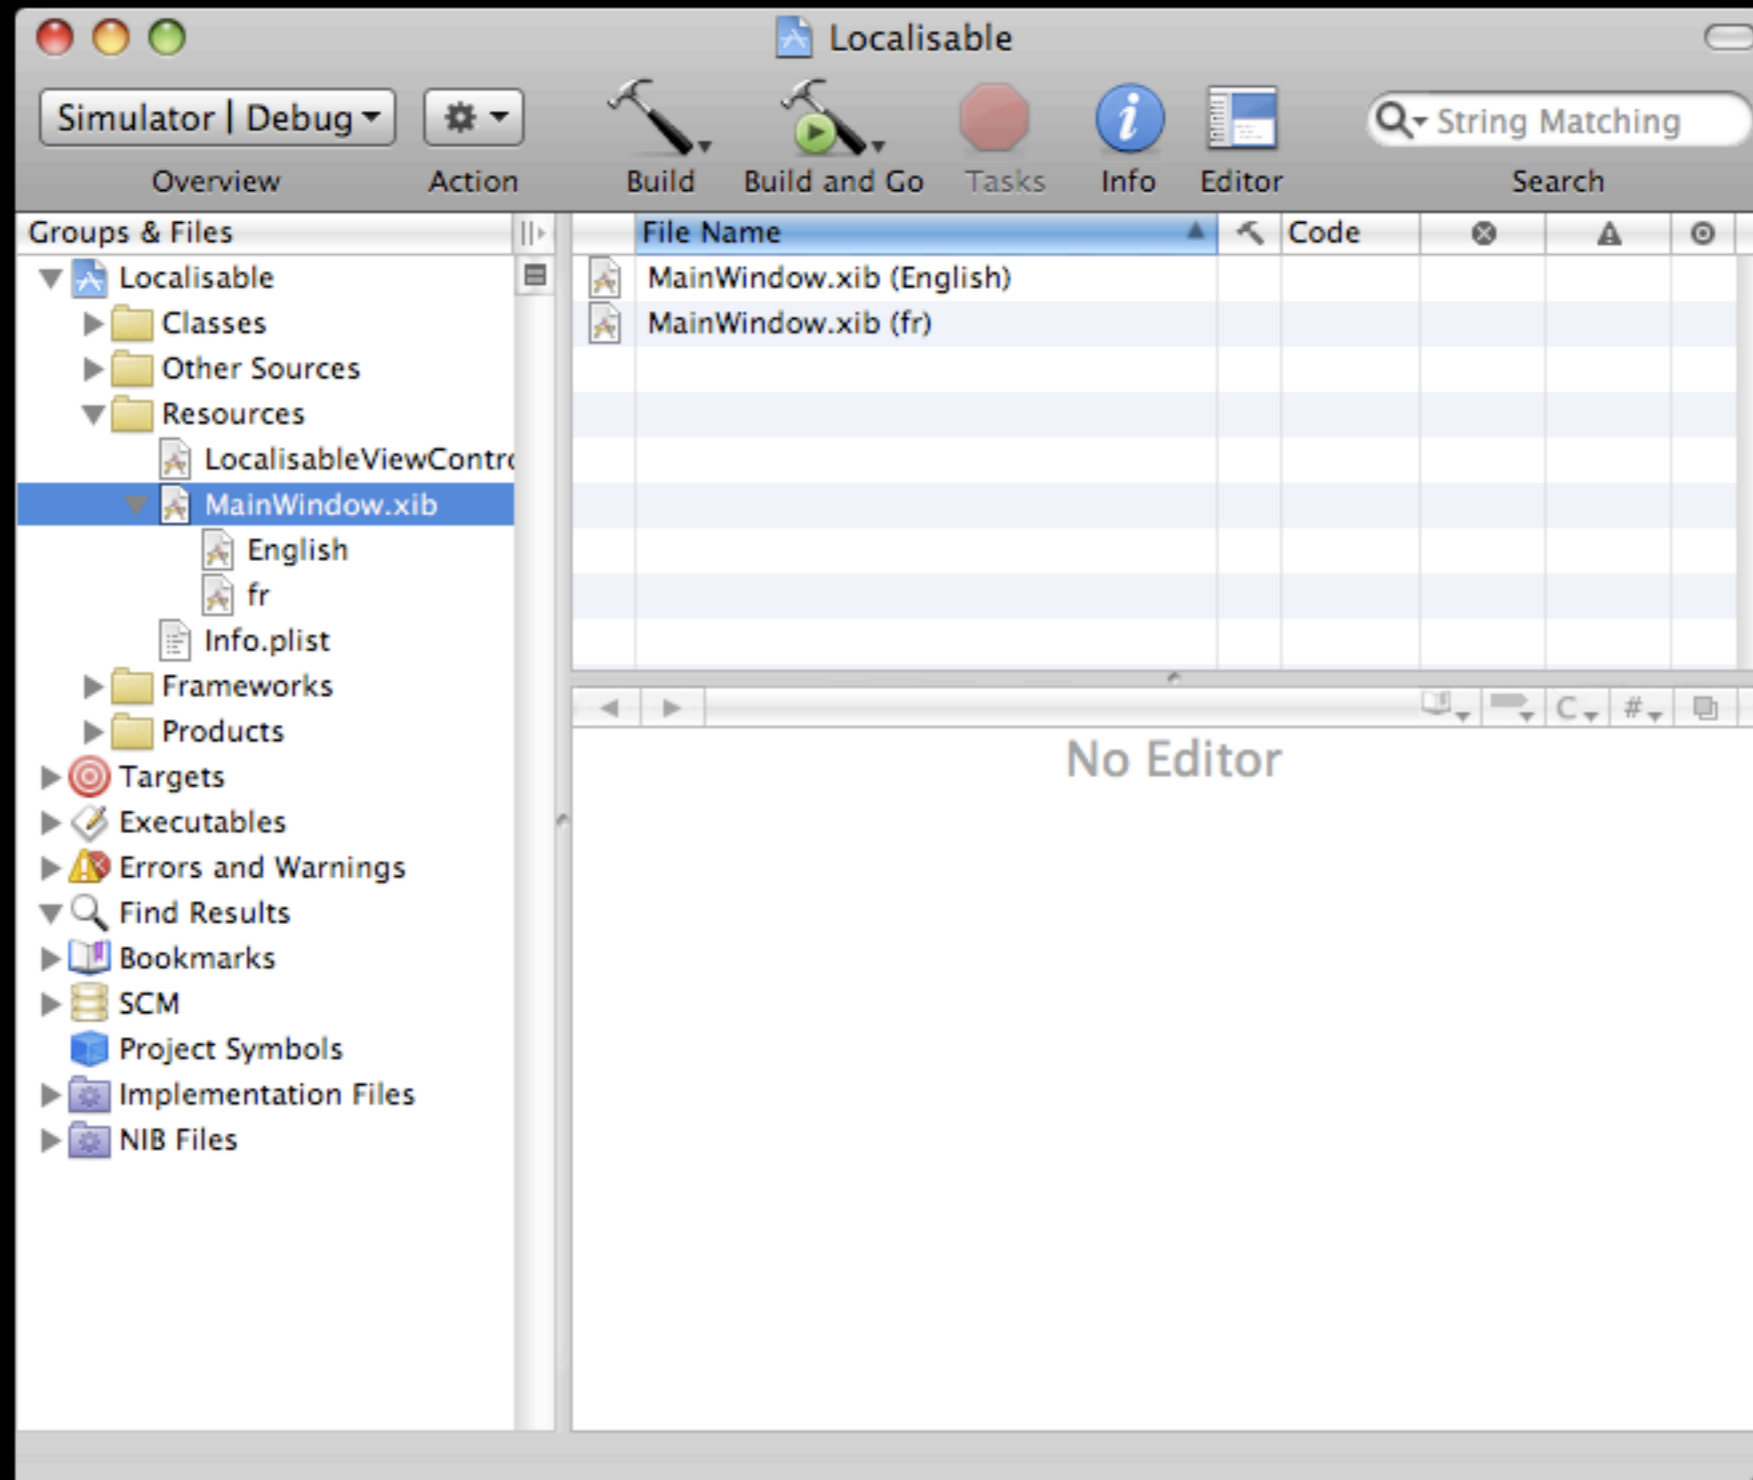 Localisable
Simulator | Debug
String Matching
Overview Action Build Build and Go Tasks Info Editor Search
Groups & Files
File Name Code
Localisable
MainWindow.xib (English)
Classes
MainWindow.xib (fr)
Other Sources
Resources
LocalisableViewContro
MainWindow.xib
English
fr
Info.plist
Frameworks
Products
C #
No Editor
Targets
Executables
Errors and Warnings
Find Results
Bookmarks
SCM
Project Symbols
Implementation Files
NIB Files